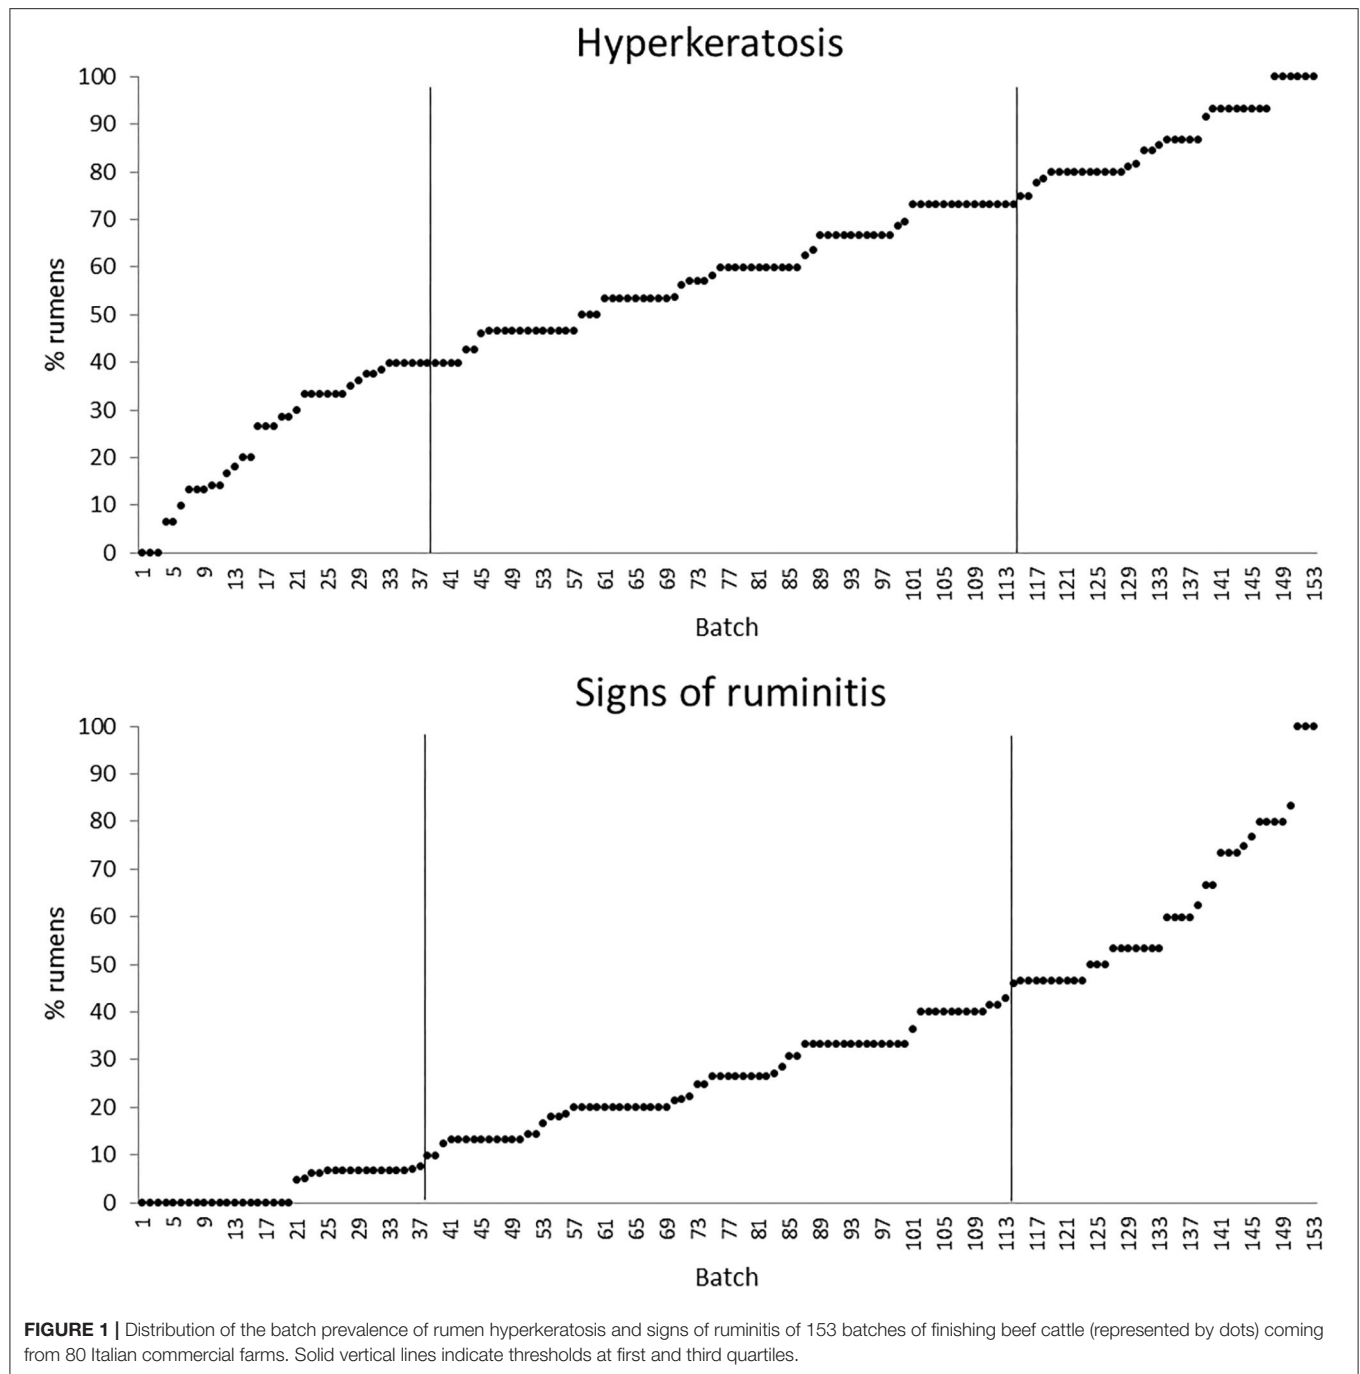 Hyperkeratosis
100
90
80
70
60
50
40
30
20
10
0
% rumens
1 5 9 13 17 21 25 29 33 37 41 45 49 53 57 61 65 69 73 77 81 85 89 93 97 101 105 109 113 117 121 125 129 133 137 141 145 149 153
Batch
Signs of ruminitis
100
90
80
70
60
50
40
30
20
10
0
% rumens
1 5 9 13 17 21 25 29 33 37 41 45 49 53 57 61 65 69 73 77 81 85 89 93 97 101 105 109 113 117 121 125 129 133 137 141 145 149 153
Batch
FIGURE 1 | Distribution of the batch prevalence of rumen hyperkeratosis and signs of ruminitis of 153 batches of finishing beef cattle (represented by dots) coming
from 80 Italian commercial farms. Solid vertical lines indicate thresholds at first and third quartiles.